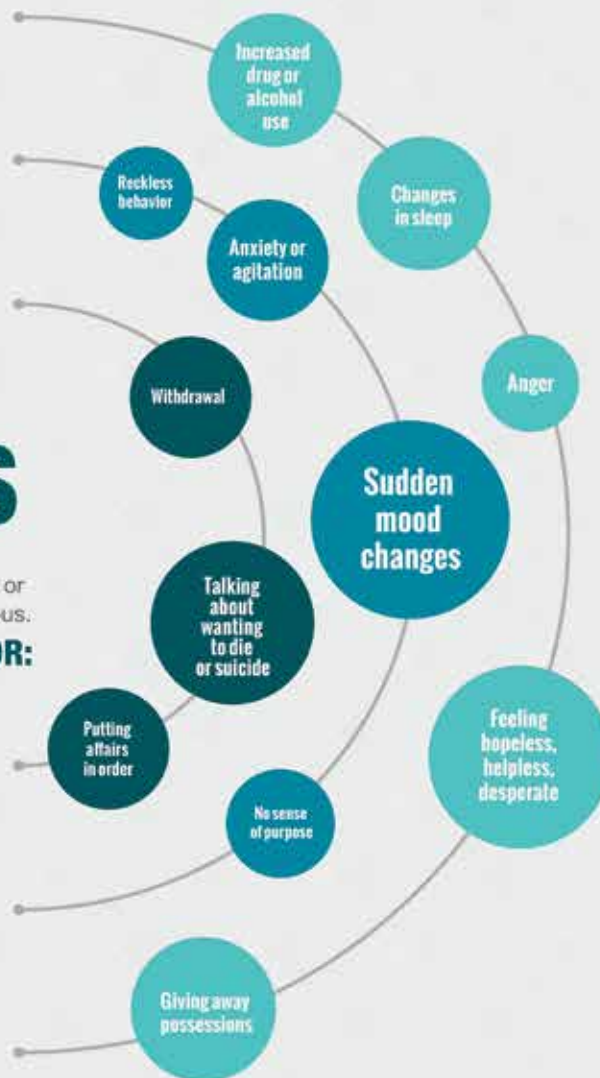 Increased
drug or
alcohol
use
Changes
in sleep
Reckless
behavior
Anxiety or
agitation
Anger
Withdrawal
S
Sudden
mood
changes
Talking
about
wanting
to die
or suicide
or
us.
OR:
Putting
affairs
in order
Feeling
hopeless,
helpless,
desperate
No sense
of purpose
Giving away
possessions